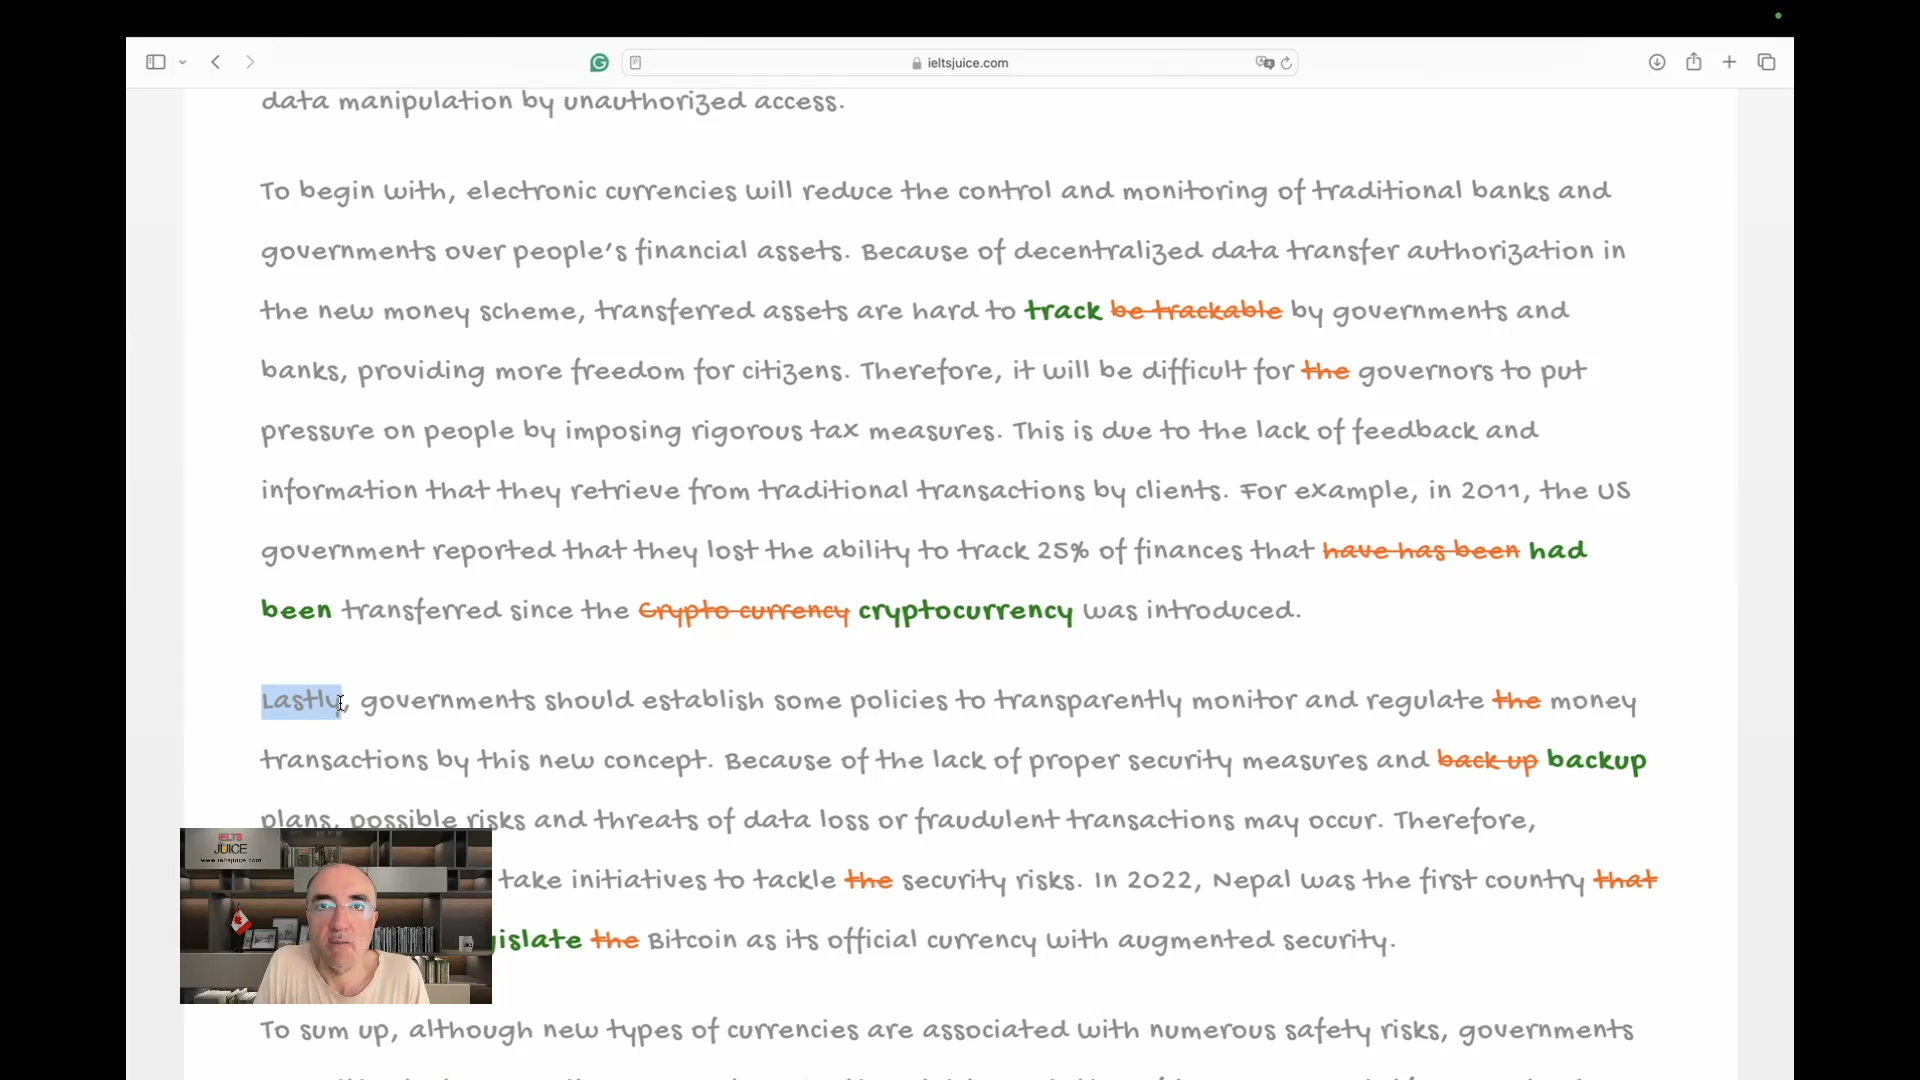 ieltsjuice.com
data manipulation by unauthorized access.
To begin with, electronic currencies will reduce the control and monitoring of traditional banks and
governments over people's financial assets. Because of decentralized data transfer authorization in
the new money scheme, transferred assets are hard to track be trackable by governments and
banks, providing more freedom for citizens. Therefore, it will be difficult for the governors to put
pressure on people by imposing rigorous tax measures. This is due to the lack of feedback and
information that they retrieve from traditional transactions by clients. For example, in 2011, the US
government reported that they lost the ability to track 25% of finances that have has been had
been transferred since the Crypto currency cryptocurrency was introduced.
Lastly, governments should establish some policies to transparently monitor and regulate the money
transactions by this new concept. Because of the lack of proper security measures and back up backup
plans, possible risks and threats of data loss or fraudulent transactions may occur. Therefore,
take initiatives to tackle the security risks. In 2022, Nepal was the first country that
islate the Bitcoin as its official currency with augmented security.
IELTS
JUICE
www.ieltsjuice.com
To sum up, although new types of currencies are associated with numerous safety risks, governments